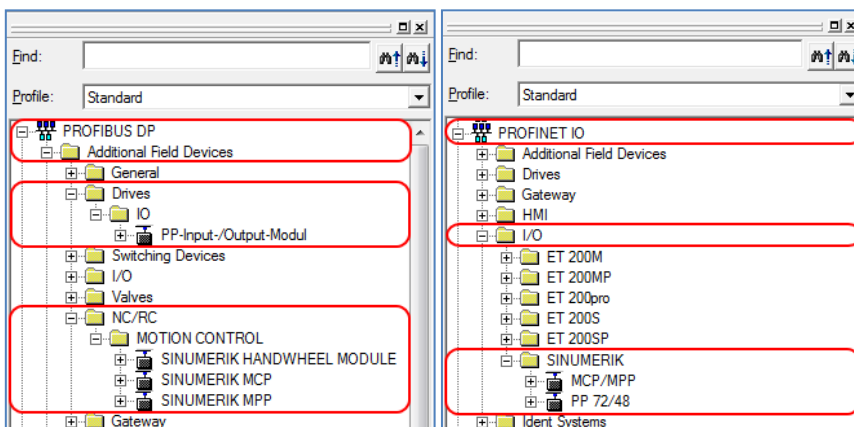 Find:
Profile: Standard
PROFIBUS DP
Additional Field Devices
General
Drives
IO
PP-Input-/Output-Modul
Switching Devices
I/O
Valves
NC/RC
MOTION CONTROL
SINUMERIK HANDWHEEL MODULE
SINUMERIK MCP
SINUMERIK MPP
Gateway
Find:
Profile: Standard
PROFINET IO
Additional Field Devices
Drives
Gateway
HMI
I/O
ET 200M
ET 200MP
ET 200pro
ET 200S
ET 200SP
SINUMERIK
MCP/MPP
PP 72/48
Ident Systems